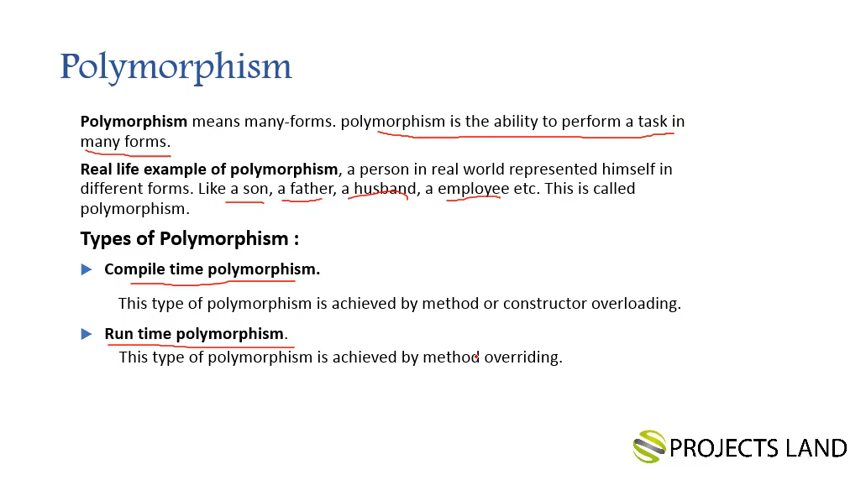 Polymorphism
Polymorphism means many-forms. polymorphism is the ability to perform a task in
many forms.
Real life example of polymorphism, a person in real world represented himself in
different forms. Like a son, a father, a husband, a employee etc. This is called
polymorphism.
Types of Polymorphism :
Compile time polymorphism.
This type of polymorphism is achieved by method or constructor overloading.
Run time polymorphism.
This type of polymorphism is achieved by method overriding.
PROJECTS LAND